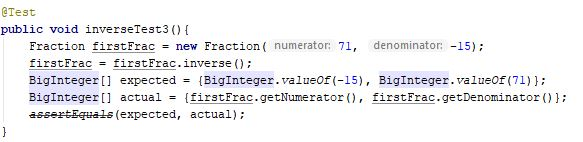 @Test
public void inverseTest3(){
Fraction firstFrac = new Fraction( numerator: 71, denominator: -15);
firstFrac = firstFrac.inverse();
BigInteger[] expected = {BigInteger.valueOf(-15), BigInteger.valueOf(71)};
BigInteger[] actual = {firstFrac.getNumerator(), firstFrac.getDenominator()};
assertEquals(expected, actual);
}